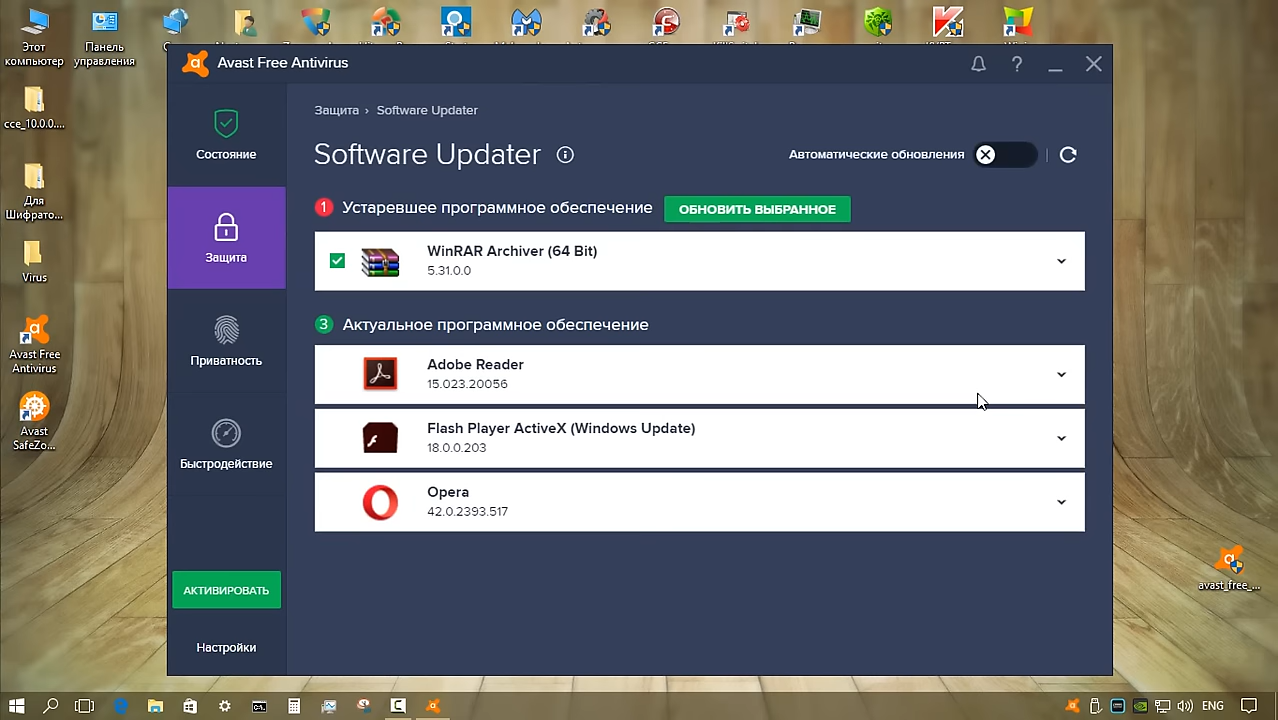 Этот
компьютер
Панель
управления
cce_10.0.0....
Для
Шифрато...
Virus
Avast Free
Antivirus
Avast
SafeZo...
Avast Free Antivirus
Состояние
Защита
Приватность
Быстродействие
АКТИВИРОВАТЬ
Настройки
Защита › Software Updater
Software Updater
Автоматические обновления
1 Устаревшее программное обеспечение
ОБНОВИТЬ ВЫБРАННОЕ
WinRAR Archiver (64 Bit)
5.31.0.0
3 Актуальное программное обеспечение
Adobe Reader
15.023.20056
Flash Player ActiveX (Windows Update)
18.0.0.203
Opera
42.0.2393.517
avast_free_...
ENG